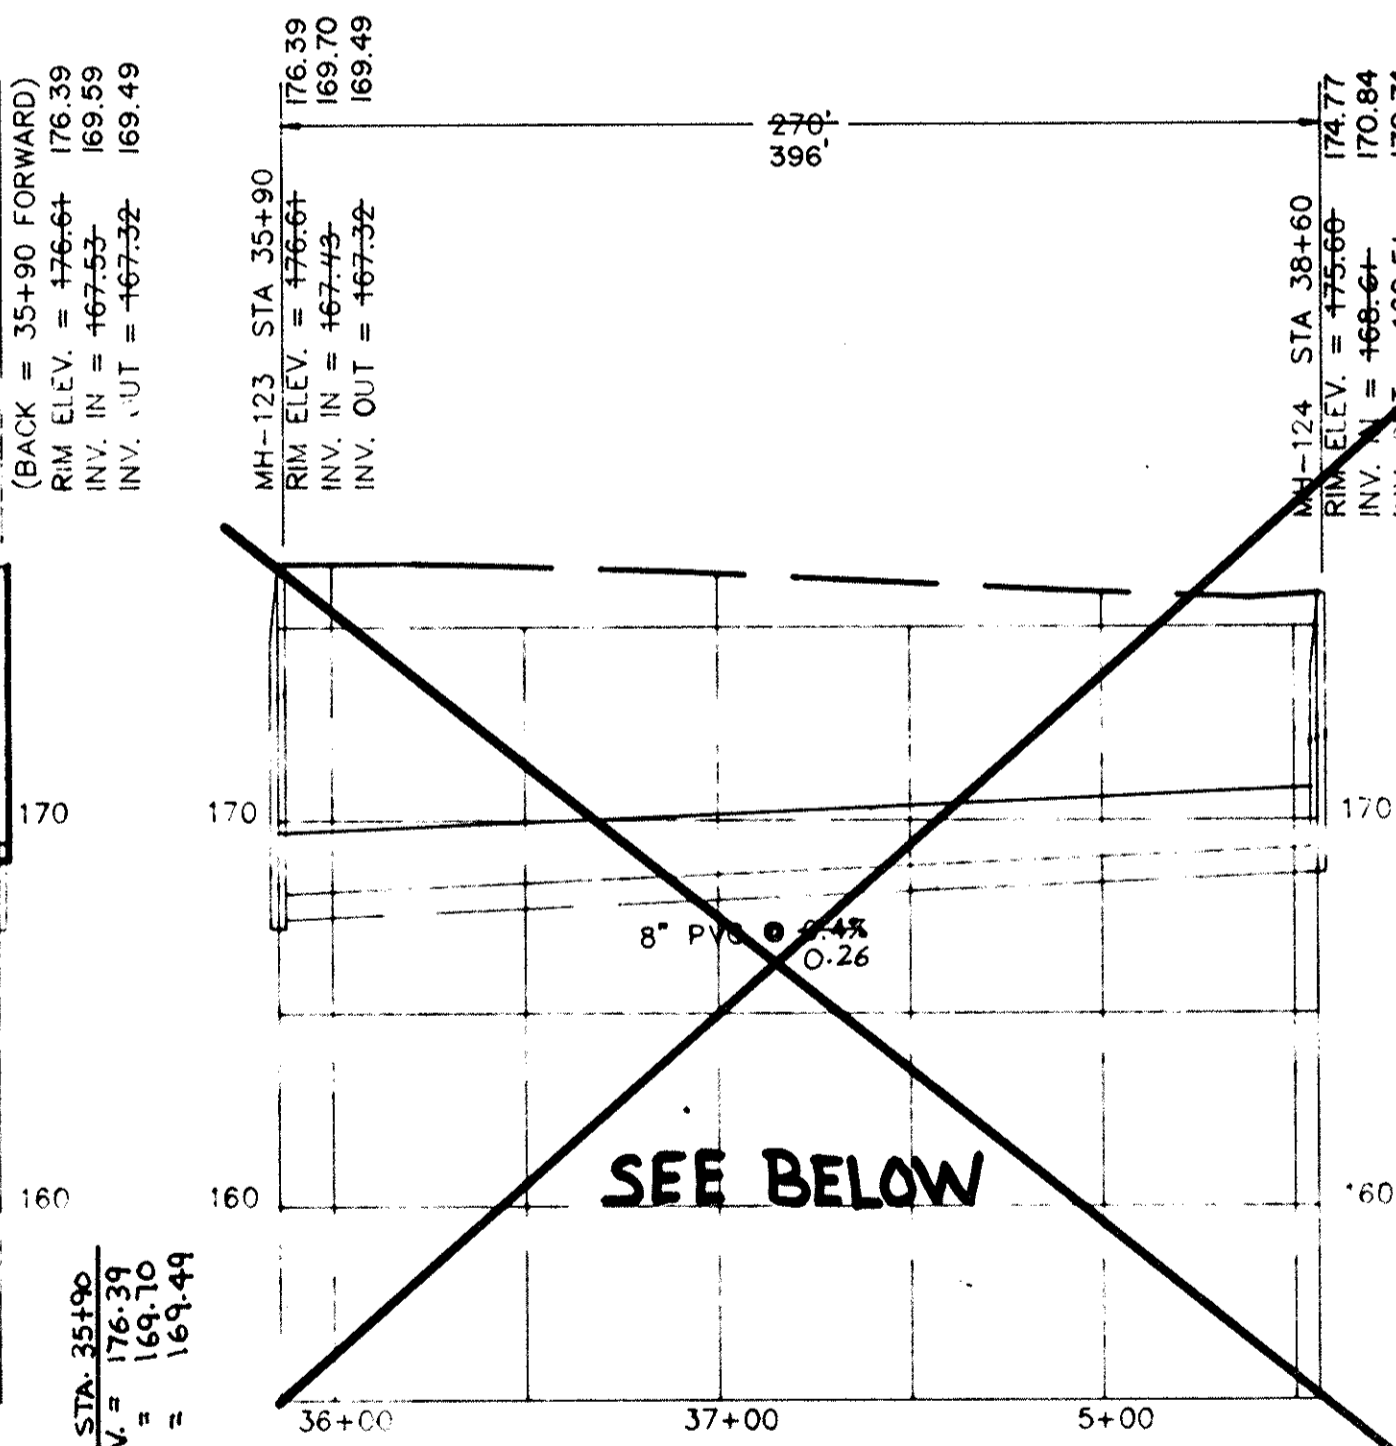 (BACK = 35+90 FORWARD)
RIM ELEV. = 176.61 176.39
INV. IN = 167.53 169.59
INV. OUT = 167.32 169.49
MH-123 STA 35+90
RIM ELEV. = 176.61 176.39
INV. IN = 167.43 169.70
INV. OUT = 167.32 169.49
270'
396'
MH-124 STA 38+60
RIM ELEV. = 175.60 174.77
INV. IN = 168.61 170.84
170
170
170
8" PVC @ 0.4%
0.26
SEE BELOW
160
160
160
STA. 35+90
V. = 176.39
= 169.70
= 169.49
36+00
37+00
5+00